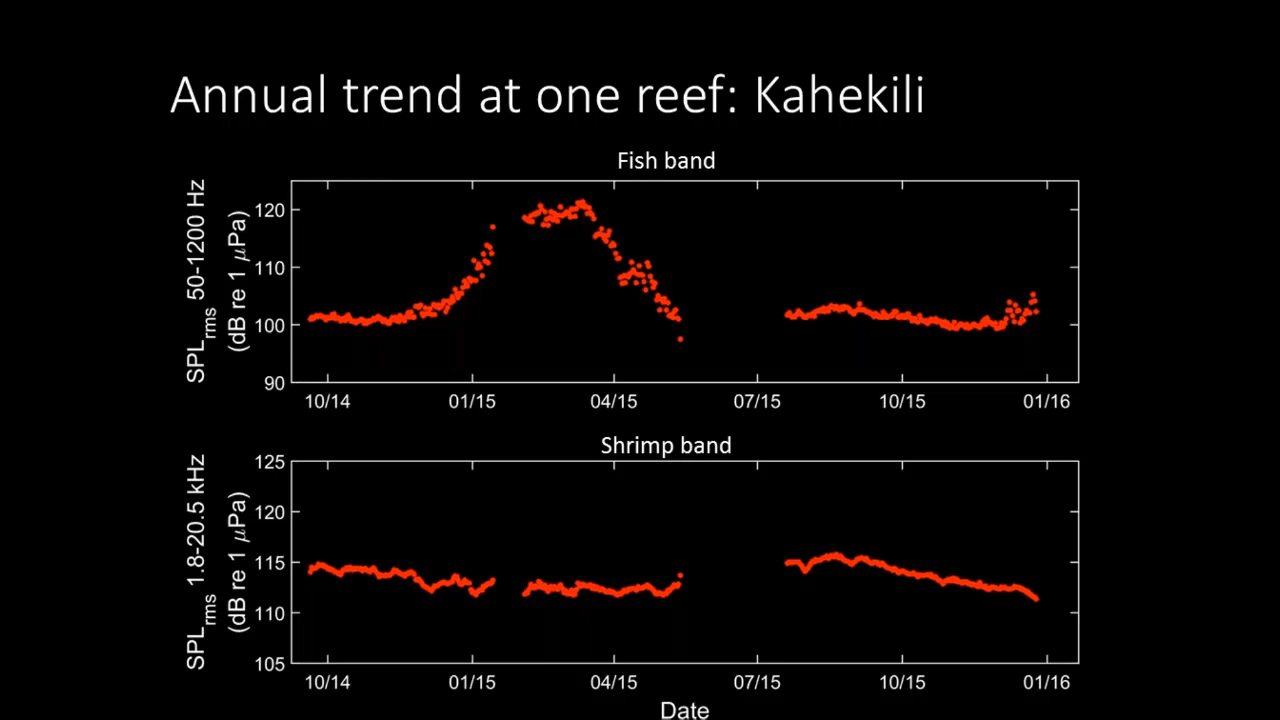 Annual trend at one reef: Kahekili
Fish band
SPLrms 50-1200 Hz
(dB re 1 μPa)
120
110
100
90
10/14 01/15 04/15 07/15 10/15 01/16
Shrimp band
SPLrms 1.8-20.5 kHz
(dB re 1 μPa)
125
120
115
110
105
10/14 01/15 04/15 07/15 10/15 01/16
Date